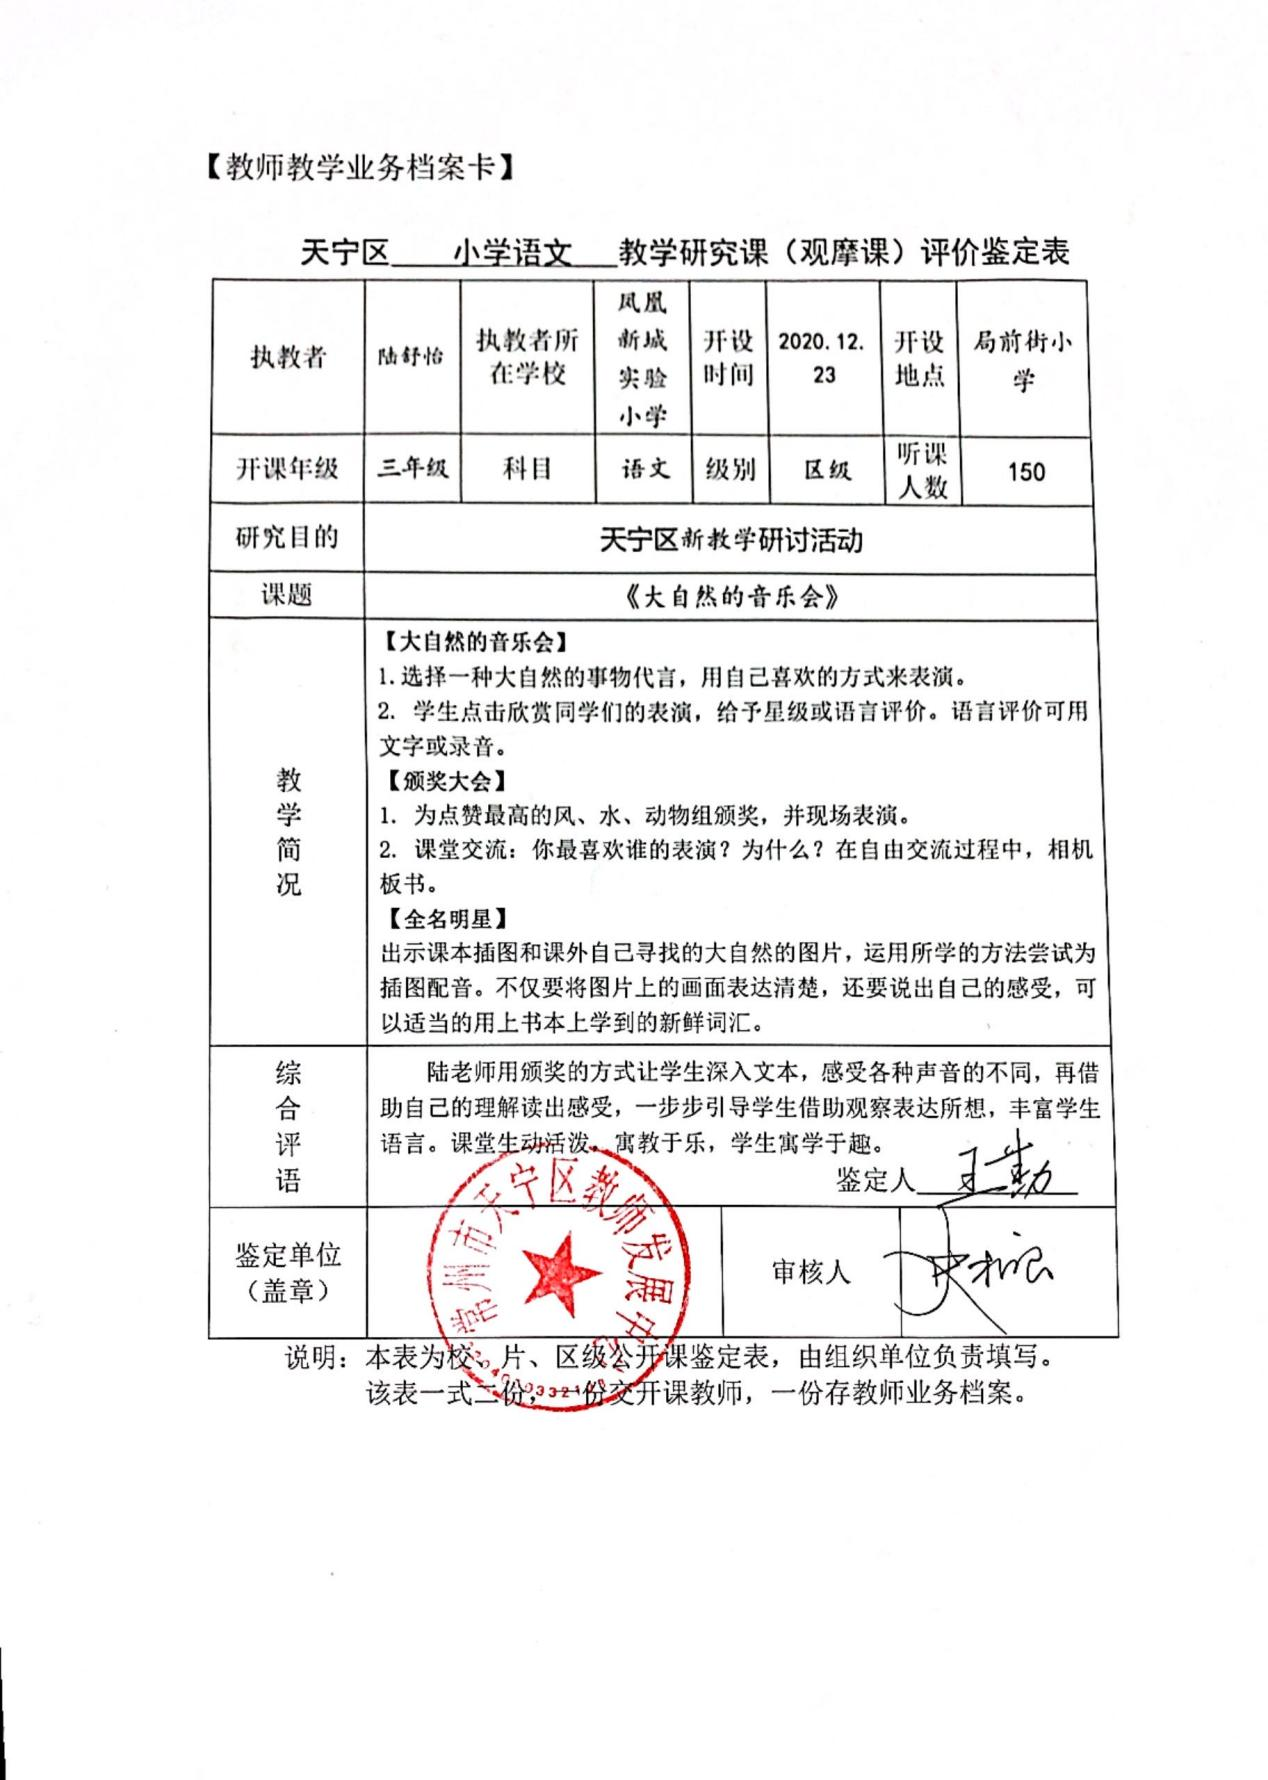 【教师教学业务档案卡】
天宁区 小学语文 教学研究课（观摩课）评价鉴定表
执教者
陆舒怡
执教者所
在学校
凤凰
新城
实验
小学
开设
时间
2020.12.
23
开设
地点
局前街小
学
开课年级
三年级
科目
语文
级别
区级
听课
人数
150
研究目的
天宁区新教学研讨活动
课题
《大自然的音乐会》
教
学
简
况
【大自然的音乐会】
1.选择一种大自然的事物代言，用自己喜欢的方式来表演。
2. 学生点击欣赏同学们的表演，给予星级或语言评价。语言评价可用
文字或录音。
【颁奖大会】
1. 为点赞最高的风、水、动物组颁奖，并现场表演。
2. 课堂交流：你最喜欢谁的表演？为什么？在自由交流过程中，相机
板书。
【全名明星】
出示课本插图和课外自己寻找的大自然的图片，运用所学的方法尝试为
插图配音。不仅要将图片上的画面表达清楚，还要说出自己的感受，可
以适当的用上书本上学到的新鲜词汇。
综
合
评
语
陆老师用颁奖的方式让学生深入文本，感受各种声音的不同，再借
助自己的理解读出感受，一步步引导学生借助观察表达所想，丰富学生
语言。课堂生动活泼，寓教于乐，学生寓学于趣。
鉴定人
鉴定单位
（盖章）
常州市天宁区教师发展中心
审核人
说明：本表为校、片、区级公开课鉴定表，由组织单位负责填写。
该表一式二份，一份交开课教师，一份存教师业务档案。